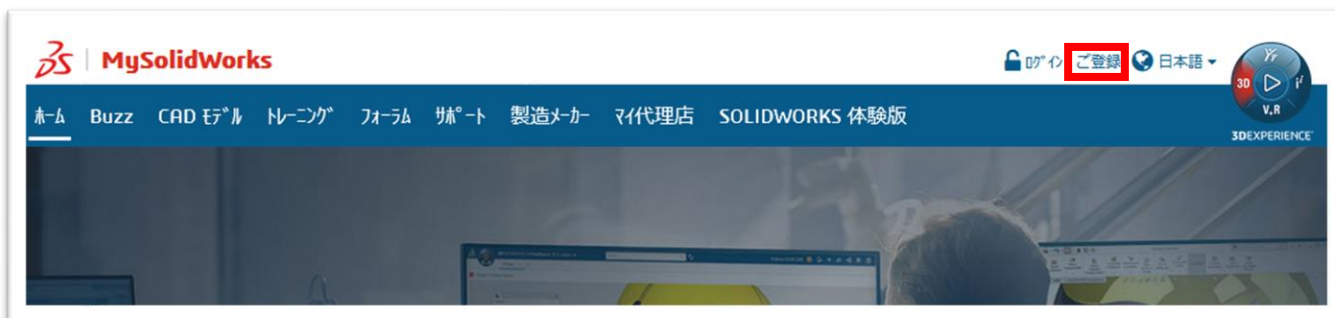 MySolidWorks
ログイン ご登録 日本語
ホーム Buzz CAD モデル トレーニング フォーラム サポート 製造メーカー マイ代理店 SOLIDWORKS 体験版
3D V,R
3DEXPERIENCE